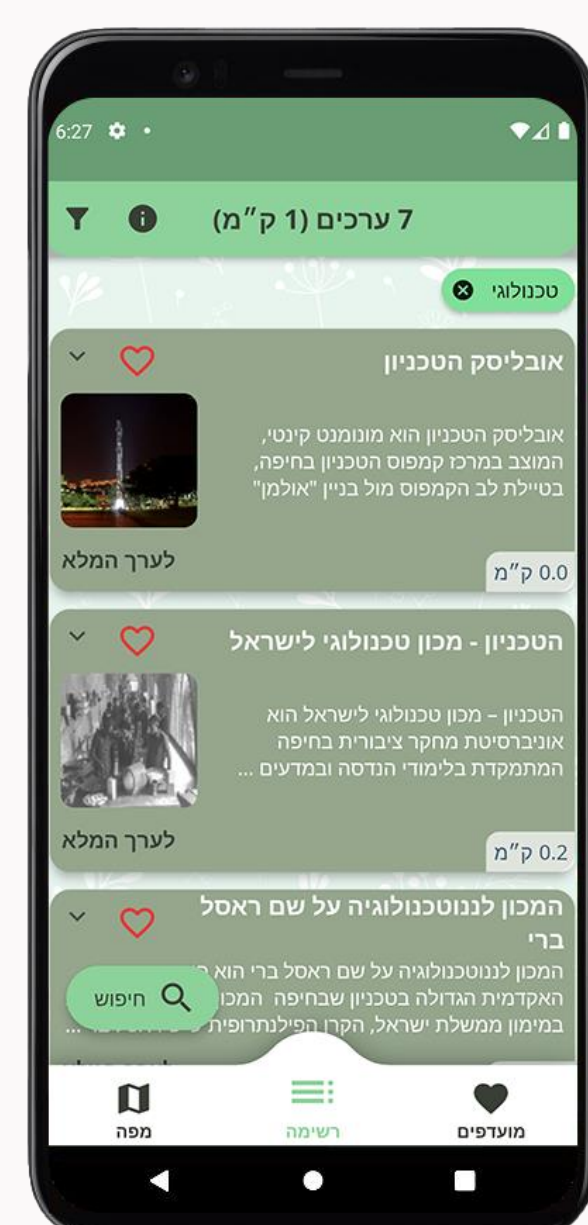 6:27
7 ערכים (1 ק״מ)
טכנולוגי
אובליסק הטכניון
אובליסק הטכניון הוא מונומנט קינטי,
המוצב במרכז קמפוס הטכניון בחיפה,
בטיילת לב הקמפוס מול בניין "אולמן"
לערך המלא
0.0 ק״מ
הטכניון - מכון טכנולוגי לישראל
הטכניון – מכון טכנולוגי לישראל הוא
אוניברסיטת מחקר ציבורית בחיפה
המתמקדת בלימודי הנדסה ובמדעים ...
לערך המלא
0.2 ק״מ
המכון לננוטכנולוגיה על שם ראסל
ברי
המכון לננוטכנולוגיה על שם ראסל ברי הוא
האקדמית הגדולה בטכניון שבחיפה המכו
במימון ממשלת ישראל, הקרן הפילנתרופית
חיפוש
מועדפים
רשימה
מפה